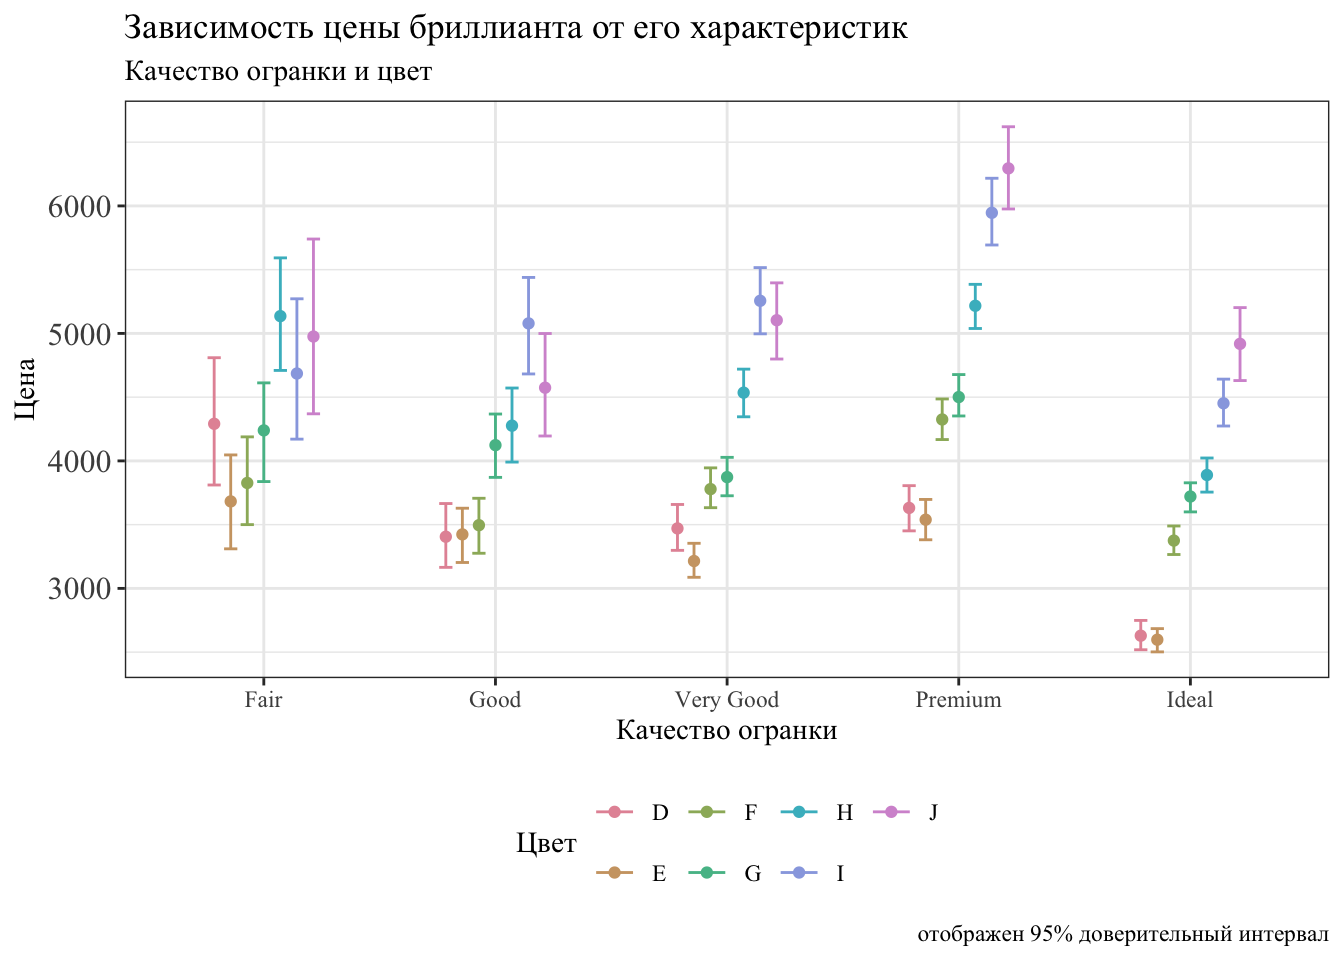 Зависимость цены бриллианта от его характеристик
Качество огранки и цвет
Цена
6000
5000
4000
3000
Fair Good Very Good Premium Ideal
Качество огранки
Цвет
D F H J
E G I
отображен 95% доверительный интервал